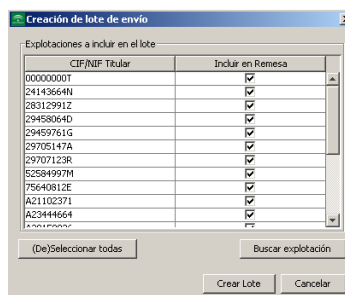 Creación de lote de envío
Explotaciones a incluir en el lote
CIF/NIF Titular Incluir en Remesa
00000000T
24143664N
28312991Z
29458064D
29459761G
29705147A
29707123R
52584997M
75640812E
A21102371
A23444664
(De)Seleccionar todas Buscar explotación
Crear Lote Cancelar